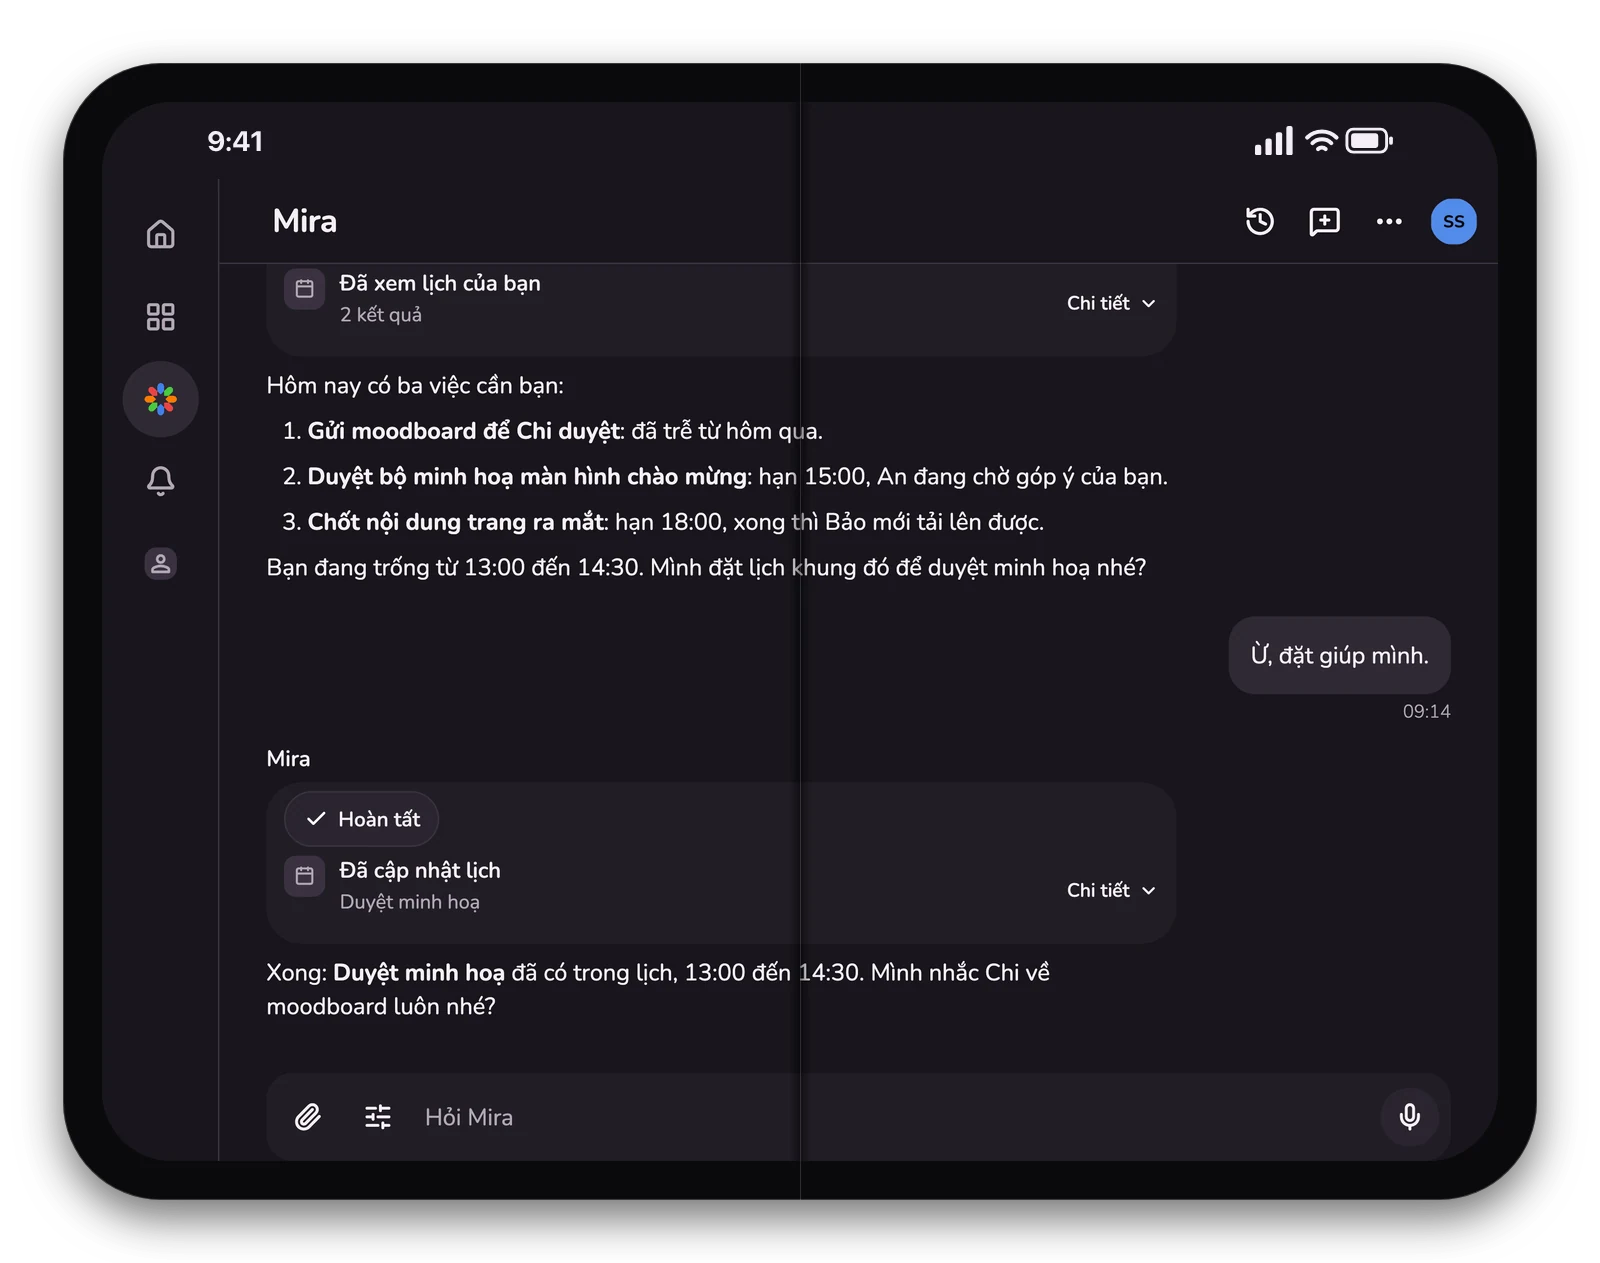 9:41
Mira
SS
Đã xem lịch của bạn
2 kết quả
Chi tiết
Hôm nay có ba việc cần bạn:
1. Gửi moodboard để Chi duyệt: đã trễ từ hôm qua.
2. Duyệt bộ minh hoạ màn hình chào mừng: hạn 15:00, An đang chờ góp ý của bạn.
3. Chốt nội dung trang ra mắt: hạn 18:00, xong thì Bảo mới tải lên được.
Bạn đang trống từ 13:00 đến 14:30. Mình đặt lịch khung đó để duyệt minh hoạ nhé?
Ừ, đặt giúp mình.
09:14
Mira
Hoàn tất
Đã cập nhật lịch
Duyệt minh hoạ
Chi tiết
Xong: Duyệt minh hoạ đã có trong lịch, 13:00 đến 14:30. Mình nhắc Chi về
moodboard luôn nhé?
Hỏi Mira